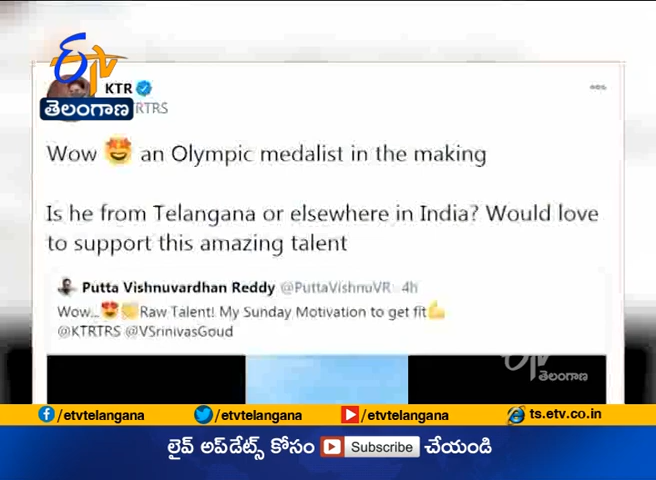 ETV
తెలంగాణ
KTR
RTRS
Wow 🤩 an Olympic medalist in the making
Is he from Telangana or elsewhere in India? Would love
to support this amazing talent
Putta Vishnuvardhan Reddy @PuttaVishnuVR 4h
Wow...😍👏 Raw Talent! My Sunday Motivation to get fit💪
@KTRTRS @VSrinivasGoud
ETV
తెలంగాణ
/etvtelangana /etvtelangana /etvtelangana ts.etv.co.in
లైవ్ అప్‌డేట్స్ కోసం Subscribe చేయండి